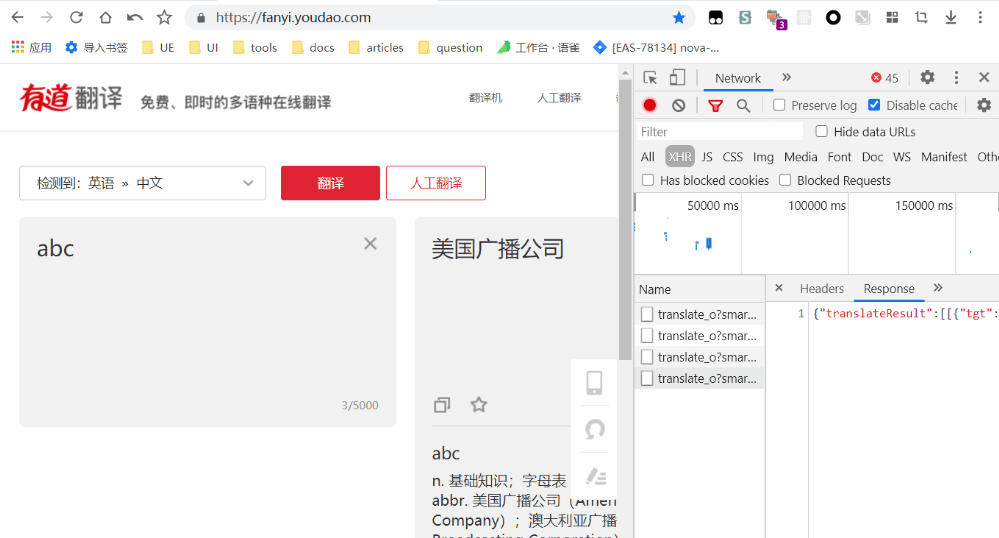 https://fanyi.youdao.com
3
应用 导入书签 UE UI tools docs articles question 工作台 · 语雀 [EAS-78134] nova-...
有道 翻译 免费、即时的多语种在线翻译 翻译机 人工翻译
检测到：英语 » 中文 翻译 人工翻译
abc
3/5000
美国广播公司
abc
n. 基础知识；字母表
abbr. 美国广播公司（Ameri
Company）；澳大利亚广播
Broadcasting Corporation)
Network » 45
Preserve log Disable cache
Filter Hide data URLs
All XHR JS CSS Img Media Font Doc WS Manifest Othe
Has blocked cookies Blocked Requests
50000 ms 100000 ms 150000 ms
Name × Headers Response »
translate_o?smar...
translate_o?smar...
translate_o?smar...
translate_o?smar...
1 {"translateResult":[[{"tgt":